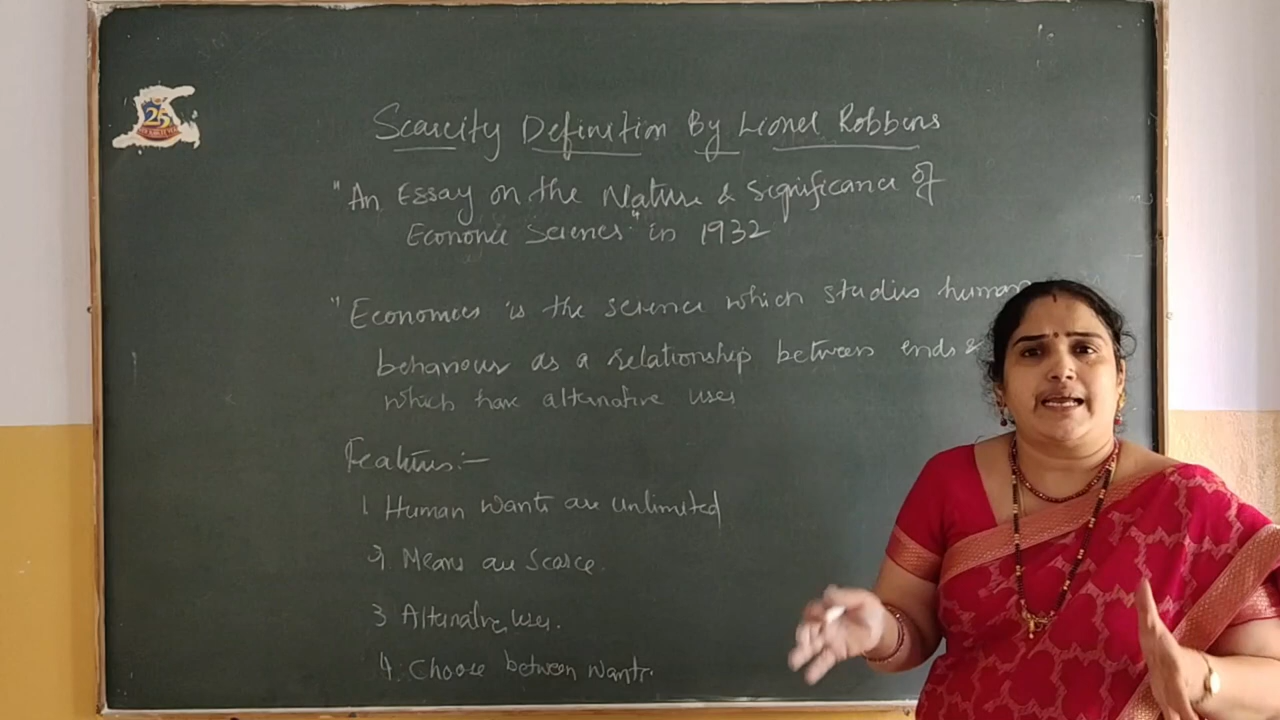 25
Scarcity Definition By Lionel Robbins
"An Essay on the Nature & Significance of
Economic Science" in 1932
"Economics is the science which studies human
behaviour as a relationship between ends &
which have alternative uses
Features:-
1 Human wants are unlimited
2. Means are Scarce.
3 Alternative uses.
4. Choose between wants.